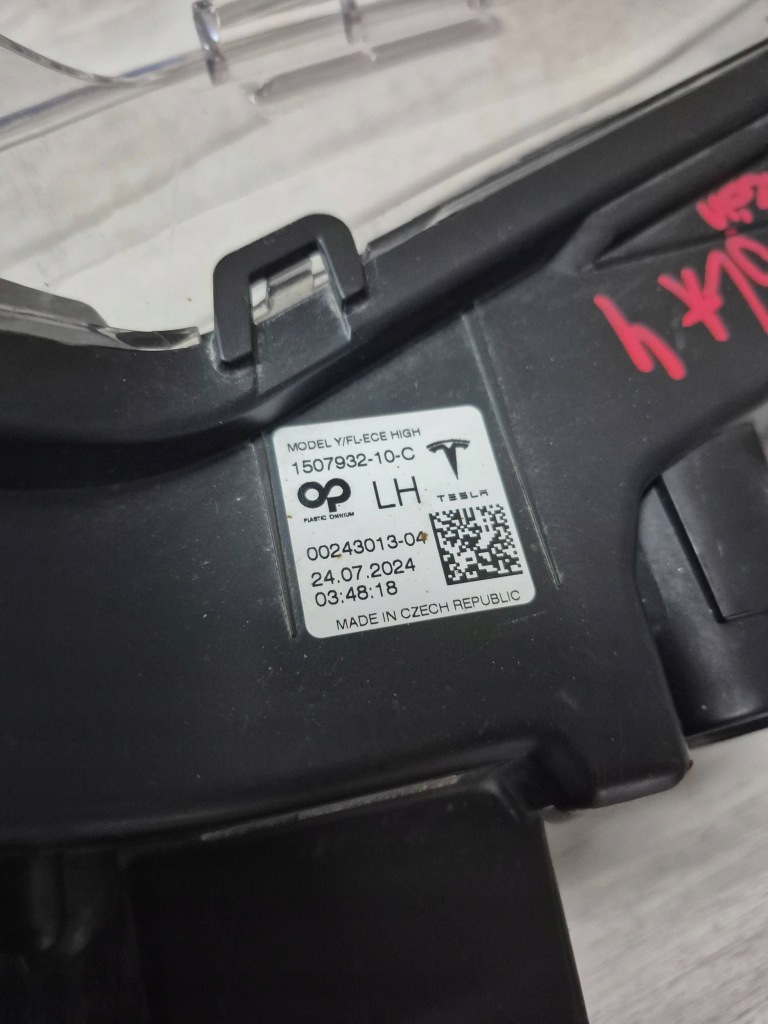 MODEL Y/FL-ECE HIGH
1507932-10-C
OP LH TESLA
PLASTIC OMNIUM
00243013-04
24.07.2024
03:48:18
MADE IN CZECH REPUBLIC